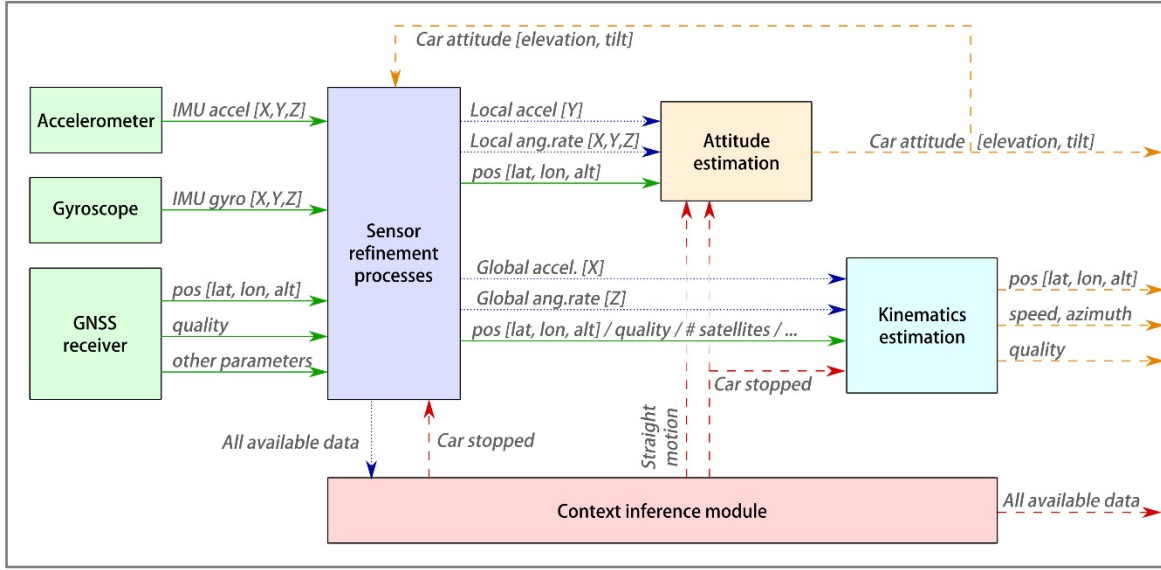 Car attitude [elevation, tilt]
Accelerometer
IMU accel [X,Y,Z]
Gyroscope
IMU gyro [X,Y,Z]
GNSS
receiver
pos [lat, lon, alt]
quality
other parameters
Sensor
refinement
processes
Local accel [Y]
Local ang.rate [X,Y,Z]
pos [lat, lon, alt]
Attitude
estimation
Car attitude [elevation, tilt]
Global accel. [X]
Global ang.rate [Z]
pos [lat, lon, alt] / quality / # satellites / ...
Car stopped
Kinematics
estimation
pos [lat, lon, alt]
speed, azimuth
quality
All available data
Car stopped
Straight
motion
Context inference module
All available data